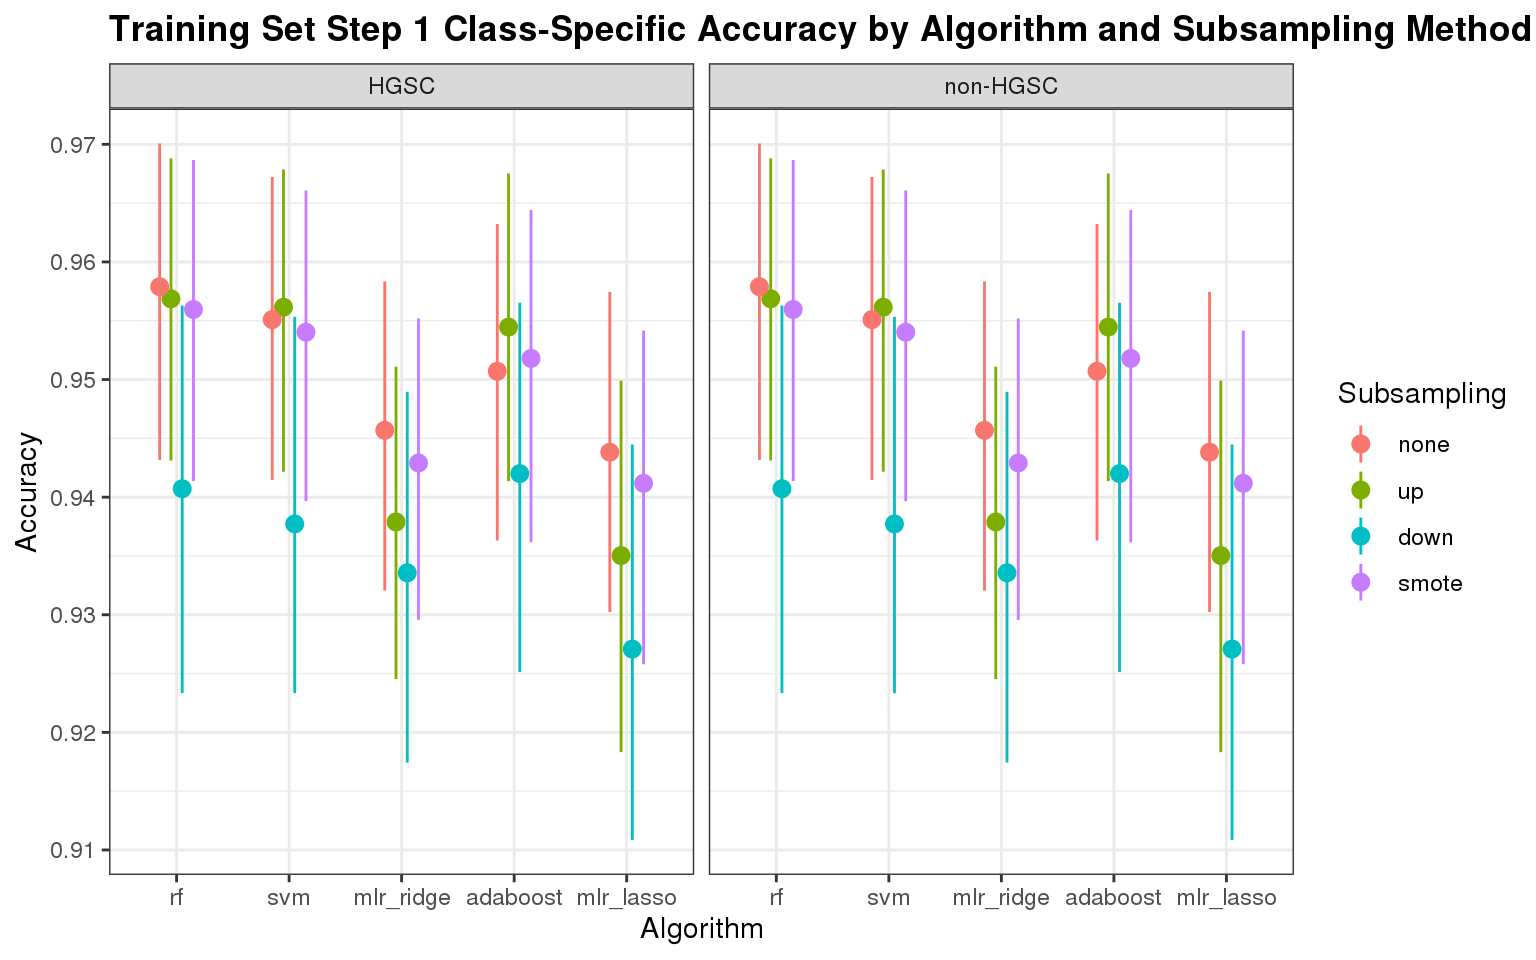 Training Set Step 1 Class-Specific Accuracy by Algorithm and Subsampling Method
HGSC
non-HGSC
Accuracy
0.97
0.96
0.95
0.94
0.93
0.92
0.91
rf
svm
mlr_ridge
adaboost
mlr_lasso
rf
svm
mlr_ridge
adaboost
mlr_lasso
Algorithm
Subsampling
none
up
down
smote